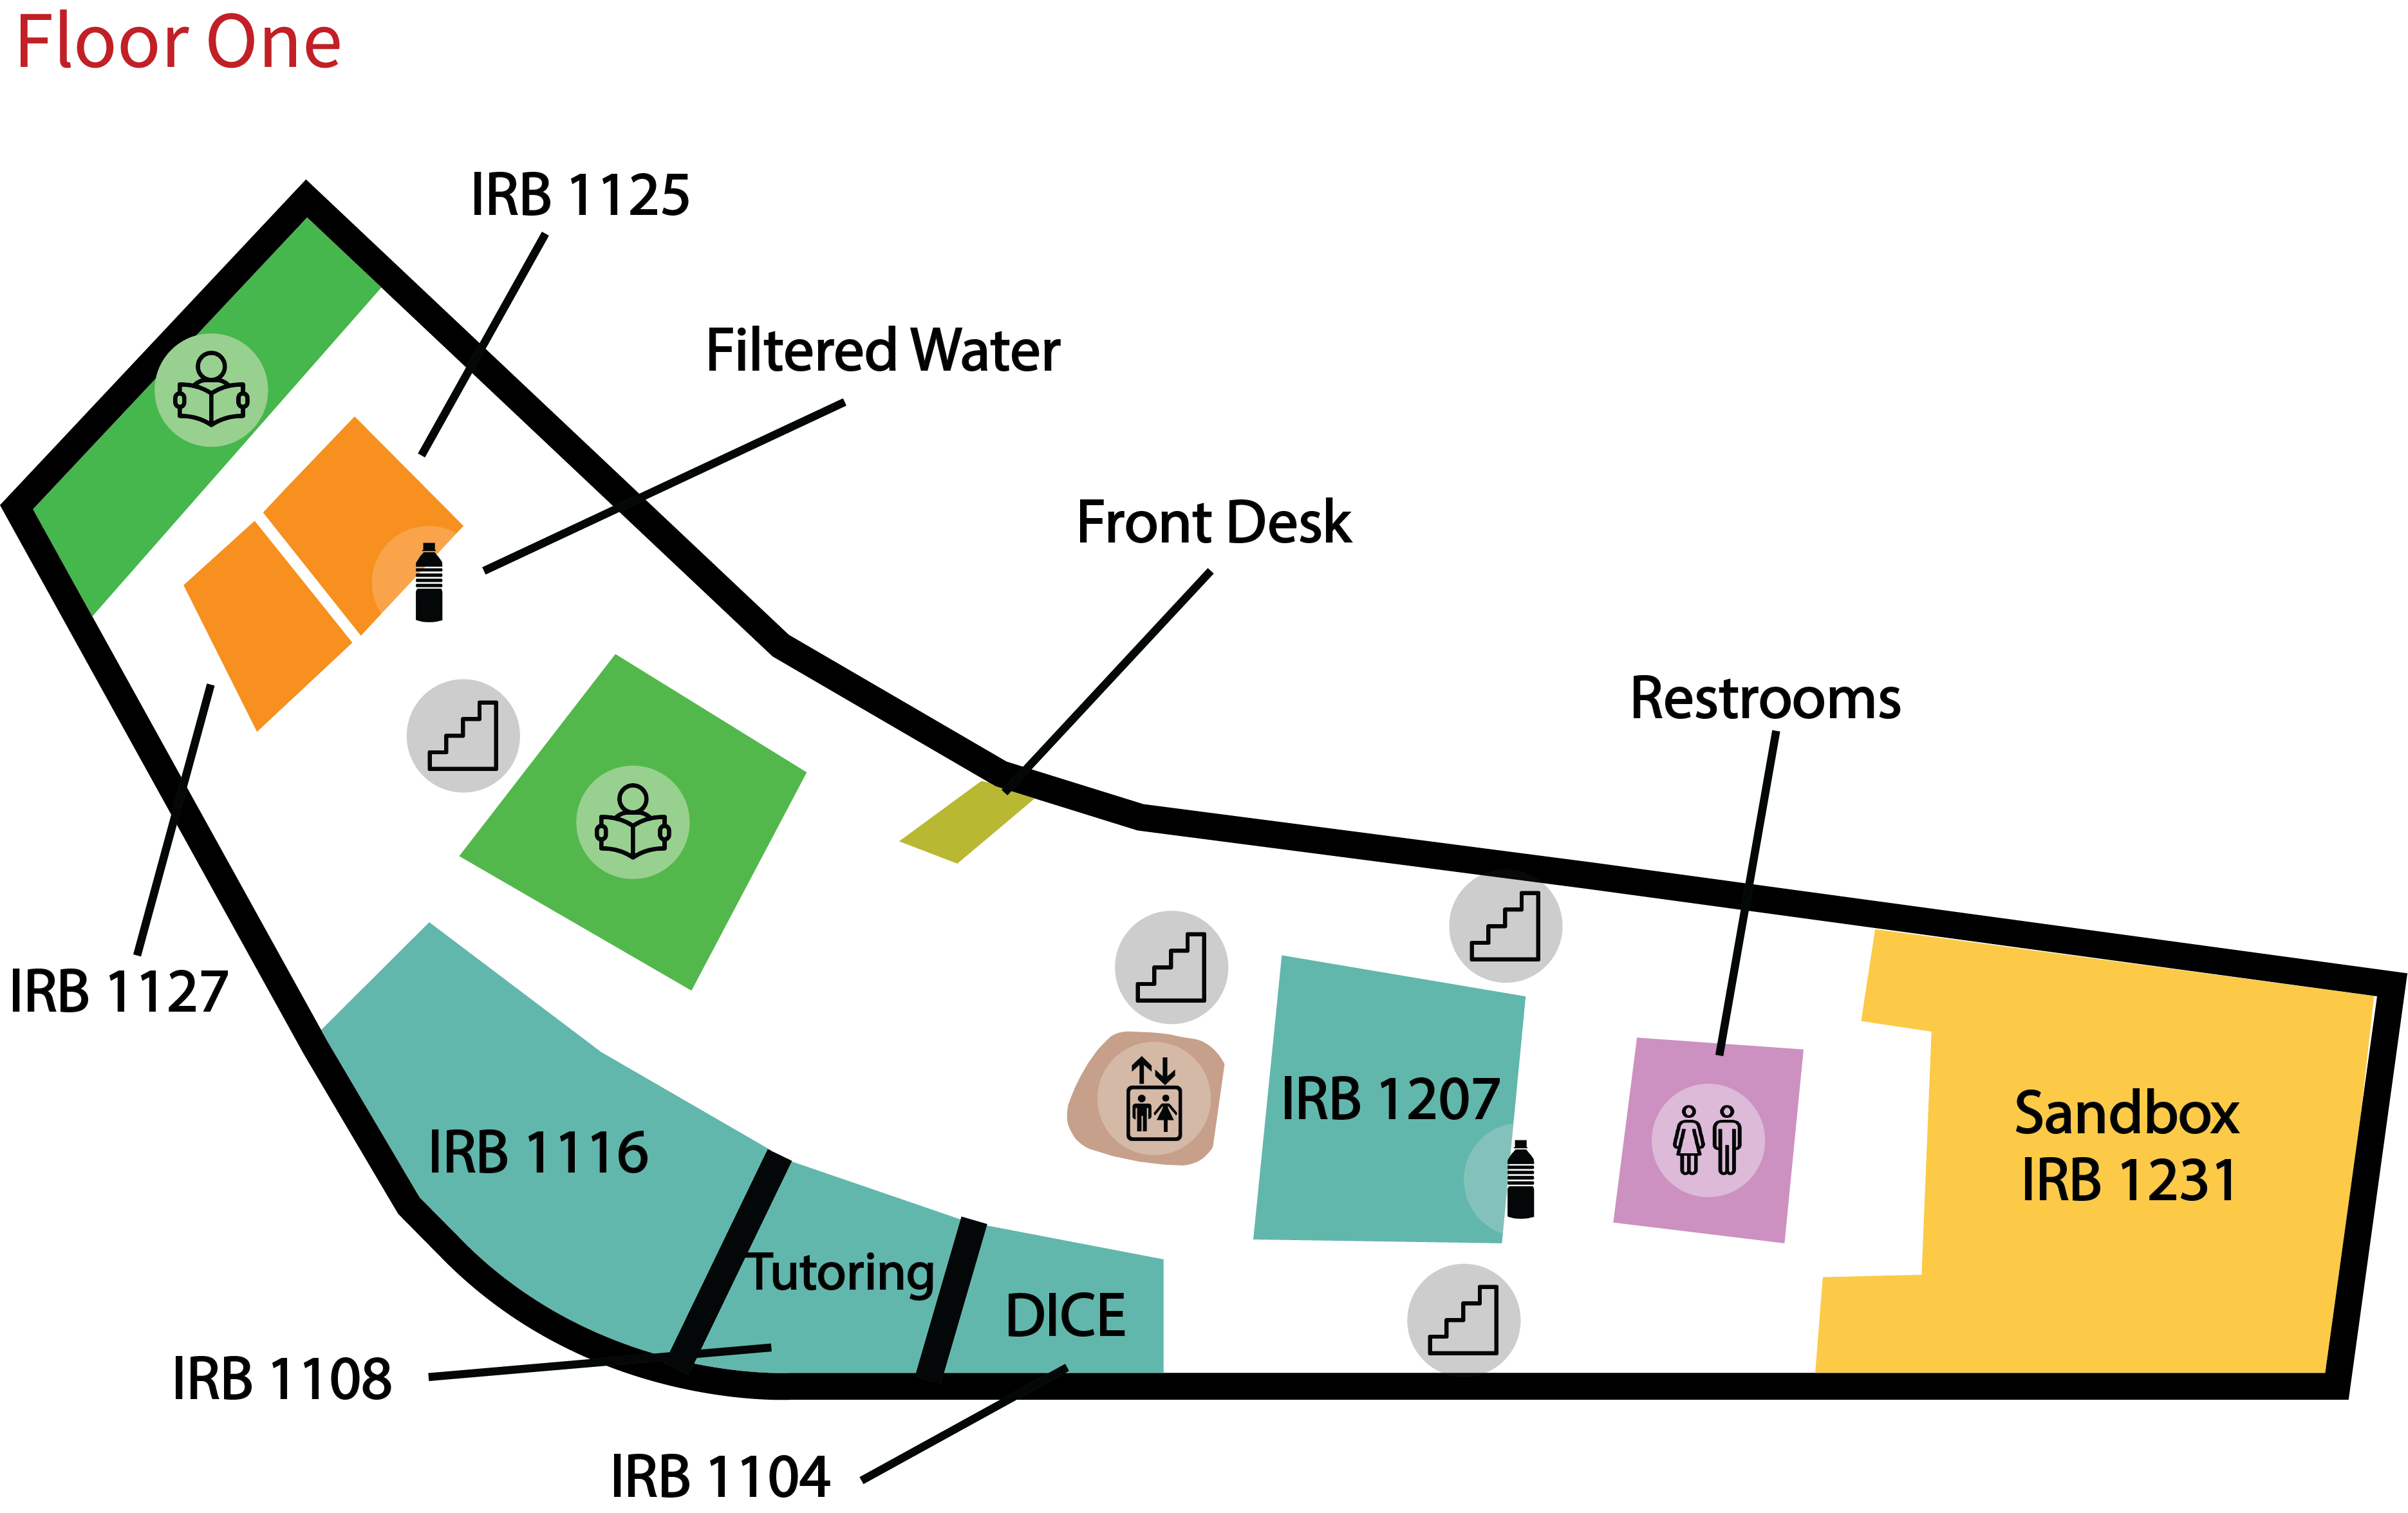 Floor One
IRB 1125
Filtered Water
Front Desk
Restrooms
IRB 1127
IRB 1207
Sandbox
IRB 1231
IRB 1116
Tutoring
DICE
IRB 1108
IRB 1104